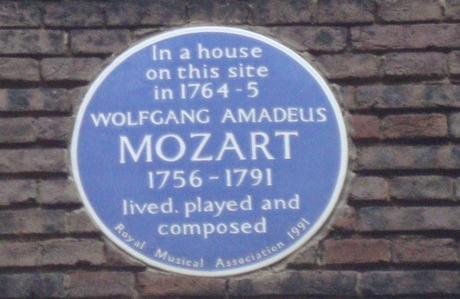 In a house
on this site
in 1764 - 5
WOLFGANG AMADEUS
MOZART
1756 - 1791
lived. played and
composed
Royal Musical Association 1991